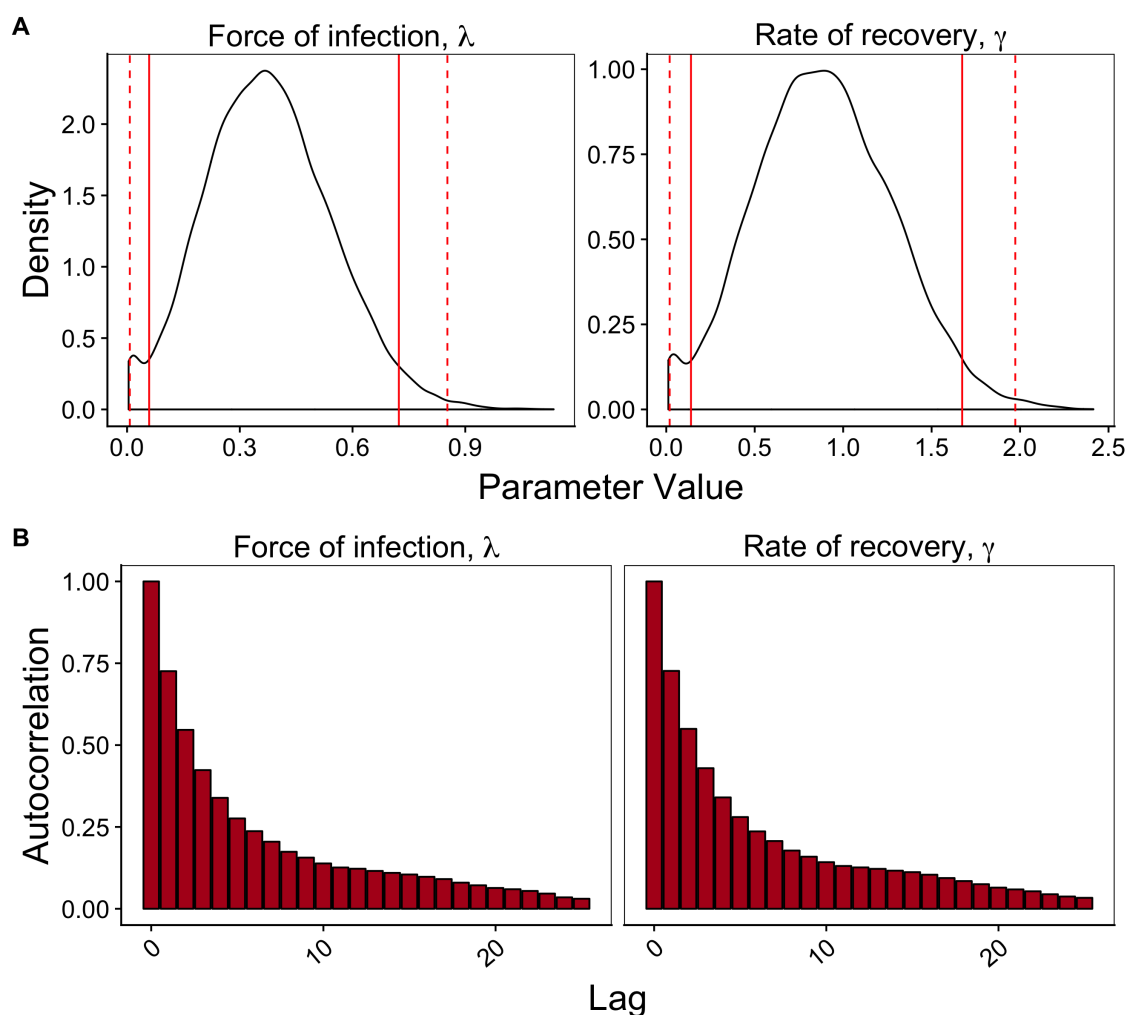 A
Force of infection, λ
Rate of recovery, γ
Density
2.0
1.5
1.0
0.5
0.0
1.00
0.75
0.50
0.25
0.00
0.0 0.3 0.6 0.9
0.0 0.5 1.0 1.5 2.0 2.5
Parameter Value
B
Force of infection, λ
Rate of recovery, γ
Autocorrelation
1.00
0.75
0.50
0.25
0.00
0 10 20
0 10 20
Lag